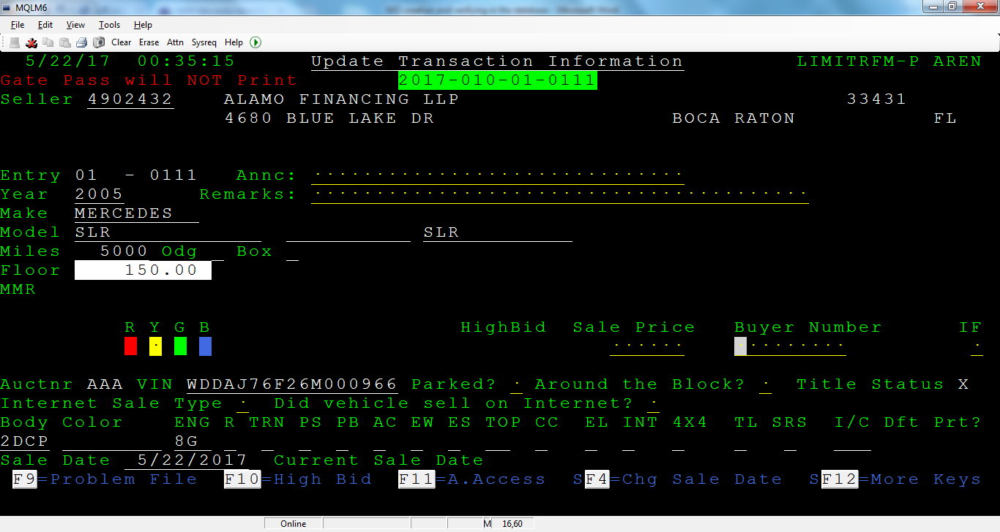 MQLM6
File Edit View Tools Help
Clear Erase Attn Sysreq Help
5/22/17 00:35:15 Update Transaction Information LIMITRFM-P AREN
Gate Pass will NOT Print 2017-010-01-0111
Seller 4902432 ALAMO FINANCING LLP 33431
4680 BLUE LAKE DR BOCA RATON FL
Entry 01 - 0111 Annc:
Year 2005 Remarks:
Make MERCEDES
Model SLR SLR
Miles 5000 Odg Box
Floor 150.00
MMR
R Y G B HighBid Sale Price Buyer Number IF
Auctnr AAA VIN WDDAJ76F26M000966 Parked? Around the Block? Title Status X
Internet Sale Type Did vehicle sell on Internet?
Body Color ENG R TRN PS PB AC EW ES TOP CC EL INT 4X4 TL SRS I/C Dft Prt?
2DCP 8G
Sale Date 5/22/2017 Current Sale Date
F9=Problem File F10=High Bid F11=A.Access SF4=Chg Sale Date SF12=More Keys
Online M 16,60